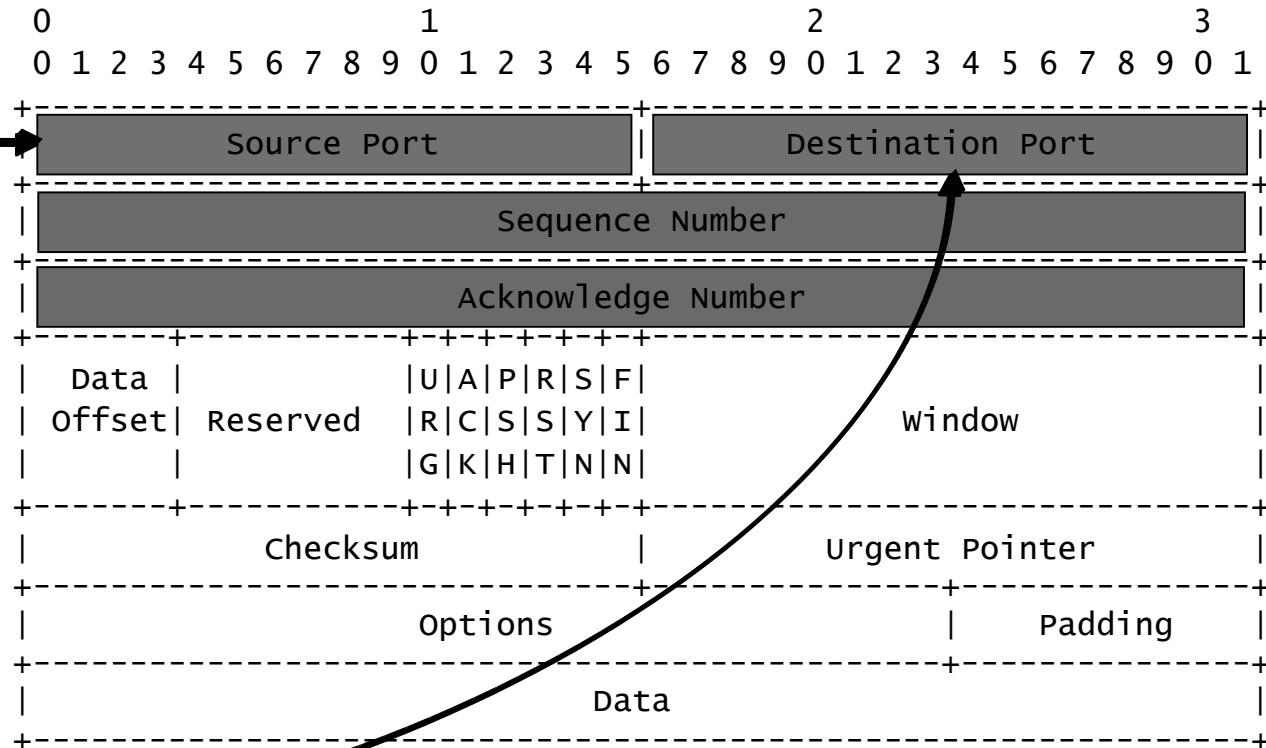 0 1 2 3
0 1 2 3 4 5 6 7 8 9 0 1 2 3 4 5 6 7 8 9 0 1 2 3 4 5 6 7 8 9 0 1
Source Port | Destination Port |
| Sequence Number |
| Acknowledge Number |
| Data | |U|A|P|R|S|F| |
| Offset| Reserved |R|C|S|S|Y|I| Window |
| | |G|K|H|T|N|N| |
| Checksum | Urgent Pointer |
| Options | Padding |
| Data |